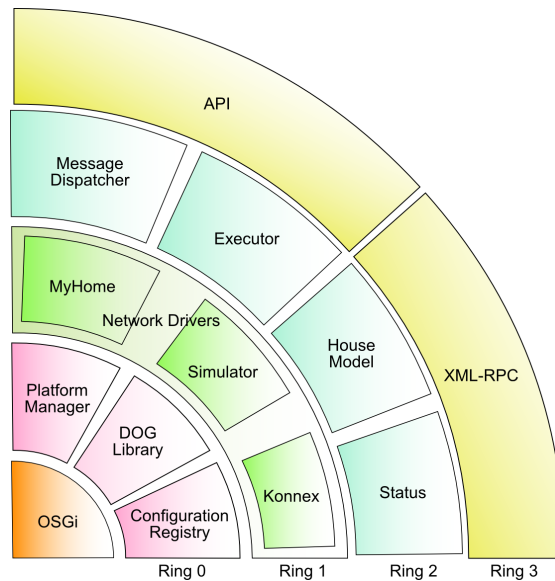 API
Message
Dispatcher
Executor
MyHome
Network Drivers
Simulator
House
Model
XML-RPC
Platform
Manager
DOG
Library
Konnex
Status
OSGi
Configuration
Registry
Ring 0
Ring 1
Ring 2
Ring 3